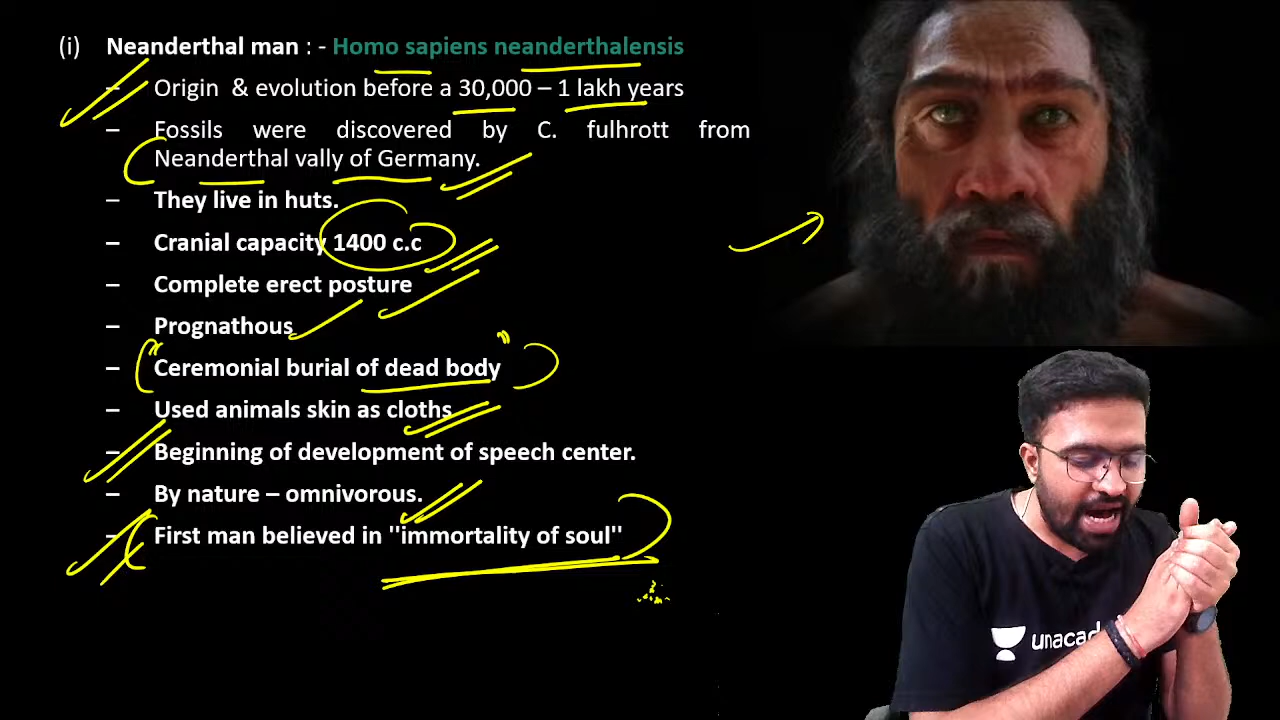 (i) Neanderthal man : - Homo sapiens neanderthalensis
– Origin & evolution before a 30,000 – 1 lakh years
– Fossils were discovered by C. fulhrott from
Neanderthal vally of Germany.
– They live in huts.
– Cranial capacity 1400 c.c
– Complete erect posture
– Prognathous
– Ceremonial burial of dead body
– Used animals skin as cloths
– Beginning of development of speech center.
– By nature – omnivorous.
– First man believed in "immortality of soul"
unacad